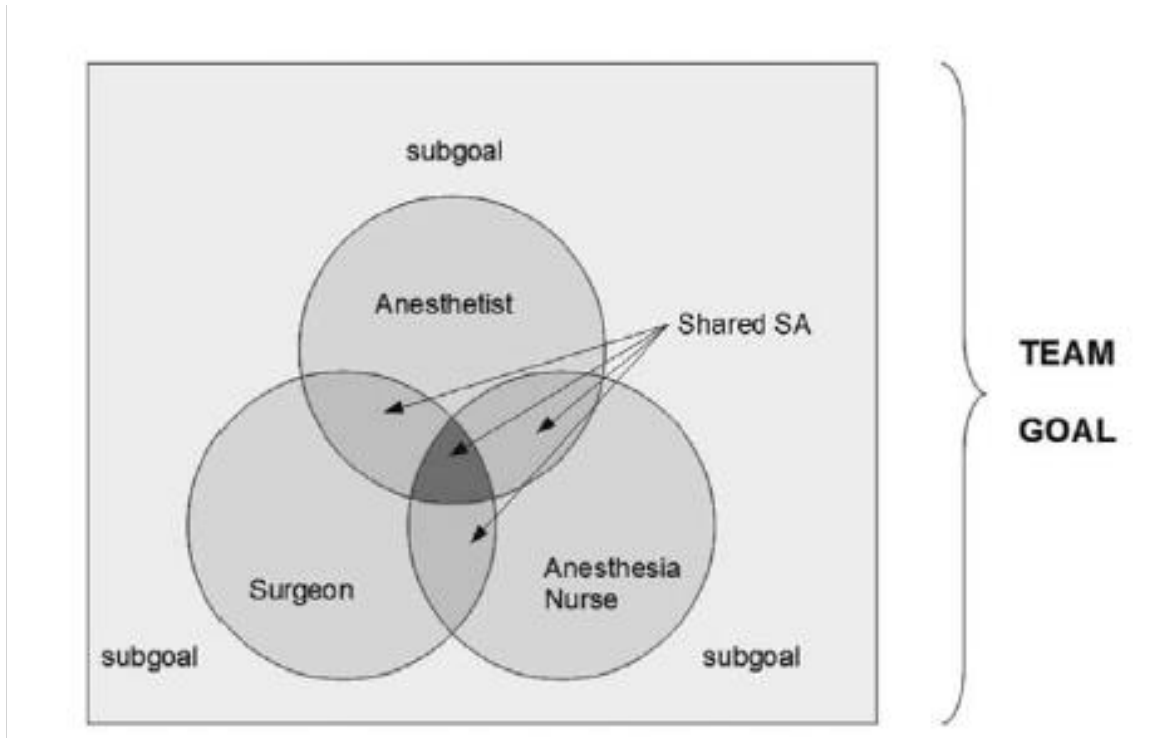 subgoal
Anesthetist
Shared SA
TEAM
GOAL
Surgeon
Anesthesia
Nurse
subgoal
subgoal